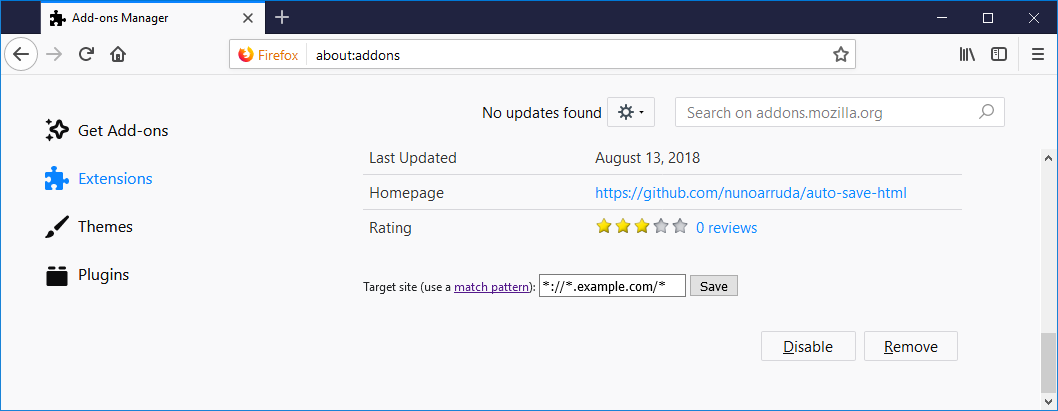 Add-ons Manager
Firefox about:addons
No updates found Search on addons.mozilla.org
Get Add-ons
Extensions
Themes
Plugins
Last Updated August 13, 2018
Homepage https://github.com/nunoarruda/auto-save-html
Rating 0 reviews
Target site (use a match pattern): *://*.example.com/* Save
Disable Remove